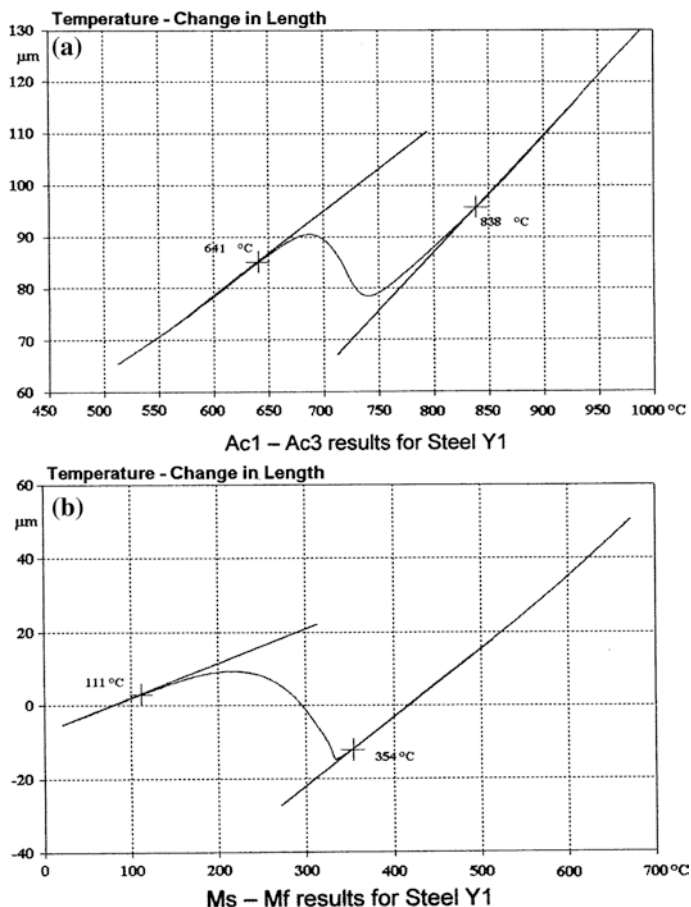 Temperature - Change in Length
130
μm
(a)
120
110
100
90
80
70
60
641 °C
838 °C
450 500 550 600 650 700 750 800 850 900 950 1000 °C
Ac1 – Ac3 results for Steel Y1
Temperature - Change in Length
60
μm
(b)
40
20
0
-20
-40
111 °C
354 °C
0 100 200 300 400 500 600 700 °C
Ms – Mf results for Steel Y1